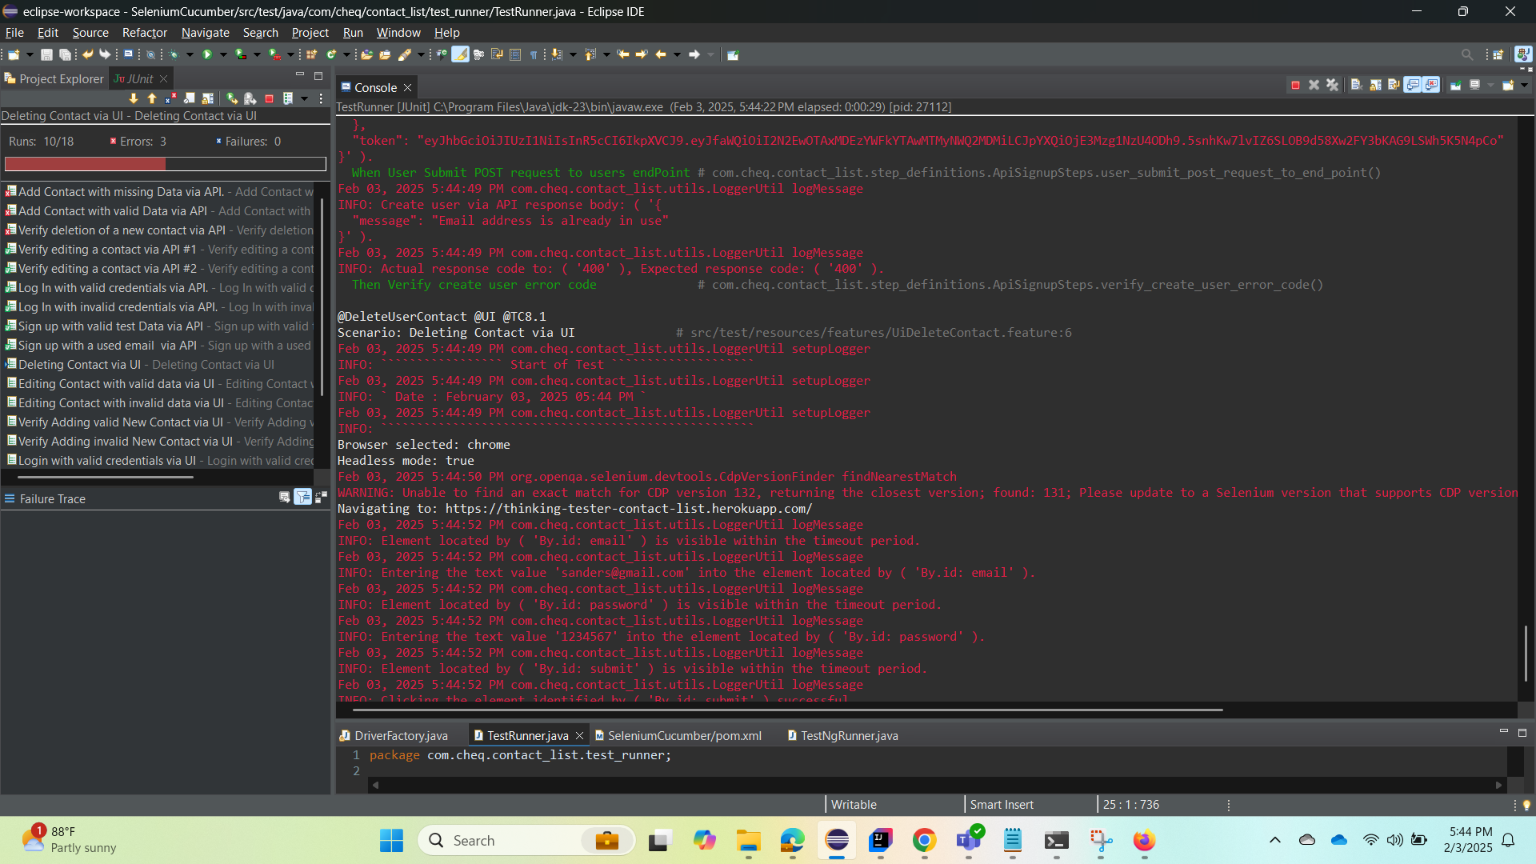 eclipse-workspace - SeleniumCucumber/src/test/java/com/cheq/contact_list/test_runner/TestRunner.java - Eclipse IDE
File Edit Source Refactor Navigate Search Project Run Window Help
Project Explorer JUnit
Deleting Contact via UI - Deleting Contact via UI
Runs: 10/18 Errors: 3 Failures: 0
Add Contact with missing Data via API. - Add Contact w
Add Contact with valid Data via API - Add Contact with
Verify deletion of a new contact via API - Verify deletion
Verify editing a contact via API #1 - Verify editing a cont
Verify editing a contact via API #2 - Verify editing a cont
Log In with valid credentials via API. - Log In with valid c
Log In with invalid credentials via API. - Log In with inva
Sign up with valid test Data via API - Sign up with valid
Sign up with a used email  via API - Sign up with a used
Deleting Contact via UI - Deleting Contact via UI
Editing Contact with valid data via UI - Editing Contact
Editing Contact with invalid data via UI - Editing Contac
Verify Adding valid New Contact via UI - Verify Adding
Verify Adding invalid New Contact via UI - Verify Adding
Login with valid credentials via UI - Login with valid cred
Failure Trace
Console
TestRunner [JUnit] C:\Program Files\Java\jdk-23\bin\javaw.exe (Feb 3, 2025, 5:44:22 PM elapsed: 0:00:29) [pid: 27112]
},
"token":
}' ).
When User Submit POST request to users endPoint # com.cheq.contact_list.step_definitions.ApiSignupSteps.user_submit_post_request_to_end_point()
Feb 03, 2025 5:44:49 PM com.cheq.contact_list.utils.LoggerUtil logMessage
INFO: Create user via API response body: ( '{
"message": "Email address is already in use"
}' ).
Feb 03, 2025 5:44:49 PM com.cheq.contact_list.utils.LoggerUtil logMessage
INFO: Actual response code to: ( '400' ), Expected response code: ( '400' ).
Then Verify create user error code # com.cheq.contact_list.step_definitions.ApiSignupSteps.verify_create_user_error_code()
@DeleteUserContact @UI @TC8.1
Scenario: Deleting Contact via UI # src/test/resources/features/UiDeleteContact.feature:6
Feb 03, 2025 5:44:49 PM com.cheq.contact_list.utils.LoggerUtil setupLogger
INFO: ````````````````` Start of Test ````````````````````
Feb 03, 2025 5:44:49 PM com.cheq.contact_list.utils.LoggerUtil setupLogger
INFO: ` Date : February 03, 2025 05:44 PM `
Feb 03, 2025 5:44:49 PM com.cheq.contact_list.utils.LoggerUtil setupLogger
INFO: ````````````````````````````````````````````````````
Browser selected: chrome
Headless mode: true
Feb 03, 2025 5:44:50 PM org.openqa.selenium.devtools.CdpVersionFinder findNearestMatch
WARNING: Unable to find an exact match for CDP version 132, returning the closest version; found: 131; Please update to a Selenium version that supports CDP version
Navigating to: https://thinking-tester-contact-list.herokuapp.com/
Feb 03, 2025 5:44:52 PM com.cheq.contact_list.utils.LoggerUtil logMessage
INFO: Element located by ( 'By.id: email' ) is visible within the timeout period.
Feb 03, 2025 5:44:52 PM com.cheq.contact_list.utils.LoggerUtil logMessage
INFO: Entering the text value 'sanders@gmail.com' into the element located by ( 'By.id: email' ).
Feb 03, 2025 5:44:52 PM com.cheq.contact_list.utils.LoggerUtil logMessage
INFO: Element located by ( 'By.id: password' ) is visible within the timeout period.
Feb 03, 2025 5:44:52 PM com.cheq.contact_list.utils.LoggerUtil logMessage
INFO: Entering the text value '1234567' into the element located by ( 'By.id: password' ).
Feb 03, 2025 5:44:52 PM com.cheq.contact_list.utils.LoggerUtil logMessage
INFO: Element located by ( 'By.id: submit' ) is visible within the timeout period.
Feb 03, 2025 5:44:52 PM com.cheq.contact_list.utils.LoggerUtil logMessage
INFO: Clicking the element identified by ( 'By.id: submit' ) successful
DriverFactory.java TestRunner.java SeleniumCucumber/pom.xml TestNgRunner.java
1 package com.cheq.contact_list.test_runner;
2
Writable Smart Insert 25 : 1 : 736
1 88°F
Partly sunny
Search
5:44 PM
2/3/2025